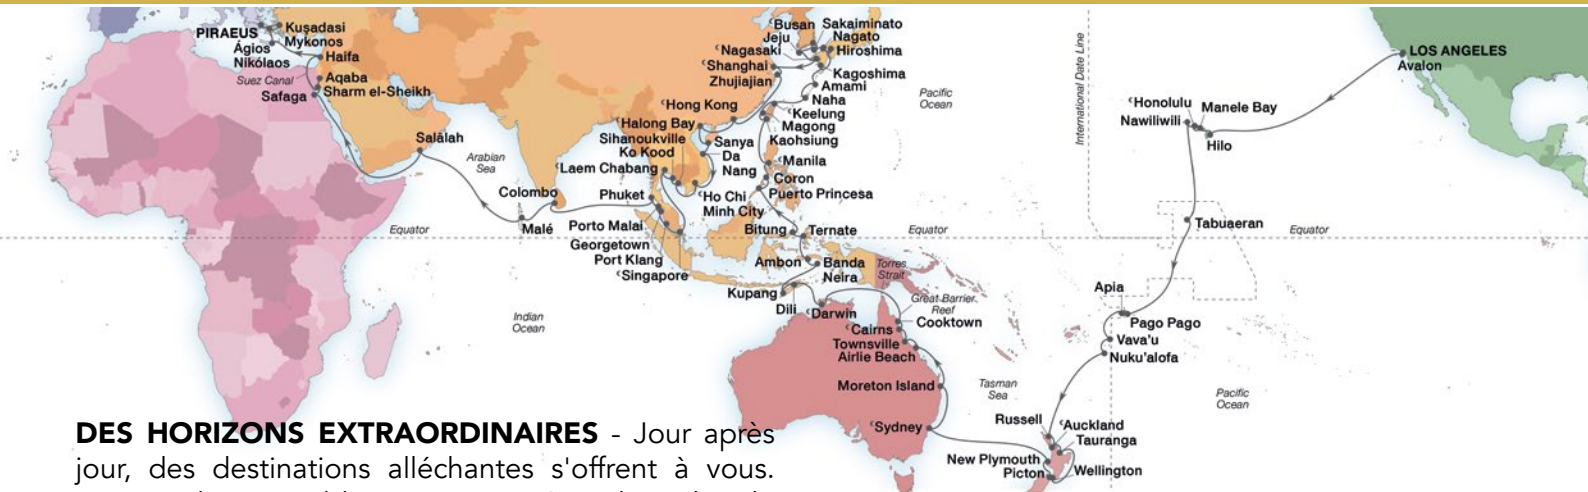 PIRAEUS
Kuşadasi
Mykonos
Ágios
Nikólaos
Haifa
Suez Canal
Aqaba
Sharm el-Sheikh
Safaga
Salālah
Arabian
Sea
Colombo
Malé
Equator
Indian
Ocean
‘Busan
Sakaiminato
Jeju
Nagato
‘Nagasaki
Hiroshima
‘Shanghai
Zhujiajian
Kagoshima
Amami
Naha
‘Hong Kong
‘Keelung
Magong
Kaohsiung
‘Halong Bay
Sihanoukville
Ko Kood
‘Laem Chabang
Sanya
Da
Nang
‘Manila
Coron
Puerto Princesa
‘Ho Chi
Minh City
Phuket
Porto Malai
Georgetown
Port Klang
‘Singapore
Bitung
Ternate
Ambon
Banda
Neira
Kupang
Dili
‘Darwin
Torres
Strait
Great Barrier
Reef
Cooktown
‘Cairns
Townsville
Airlie Beach
Moreton Island
‘Sydney
Tasman
Sea
Russell
‘Auckland
Tauranga
New Plymouth
Picton
Wellington
Pacific
Ocean
International Date Line
Equator
LOS ANGELES
Avalon
‘Honolulu
Manele Bay
Nawiliwili
Hilo
Tabuaeran
Equator
Apia
Pago Pago
Vava'u
Nuku'alofa
Pacific
Ocean
DES HORIZONS EXTRAORDINAIRES - Jour après
jour, des destinations alléchantes s'offrent à vous.